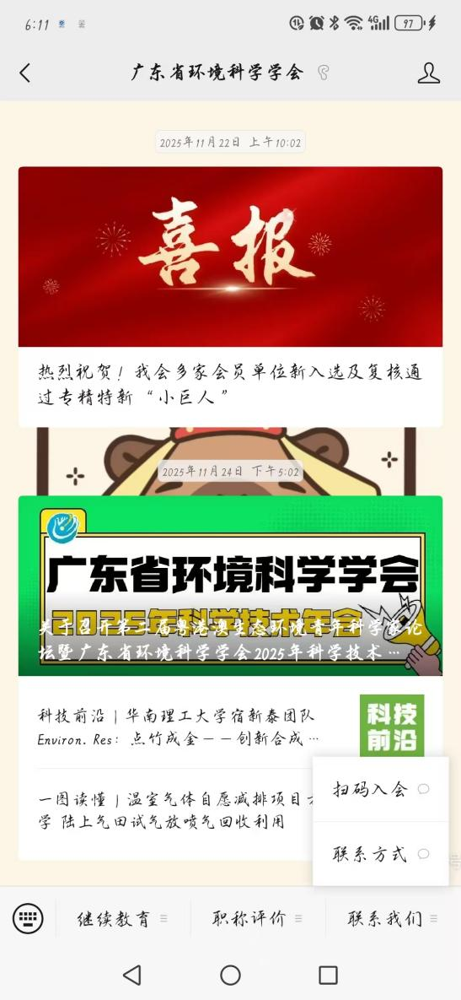 6:11
4G
97
广东省环境科学学会
2025年11月22日 上午10:02
喜报
热烈祝贺！我会多家会员单位新入选及复核通
过专精特新“小巨人”
2025年11月24日 下午5:02
广东省环境科学学会
2025年科学技术年会
关于召开第三届粤港澳生态环境青年科学家论
坛暨广东省环境科学学会2025年科学技术…
科技前沿 | 华南理工大学宿新泰团队
Environ. Res: 点竹成金——创新合成…
科技
前沿
一图读懂 | 温室气体自愿减排项目
学 陆上气田试气放喷气回收利用
扫码入会
联系方式
继续教育
职称评价
联系我们